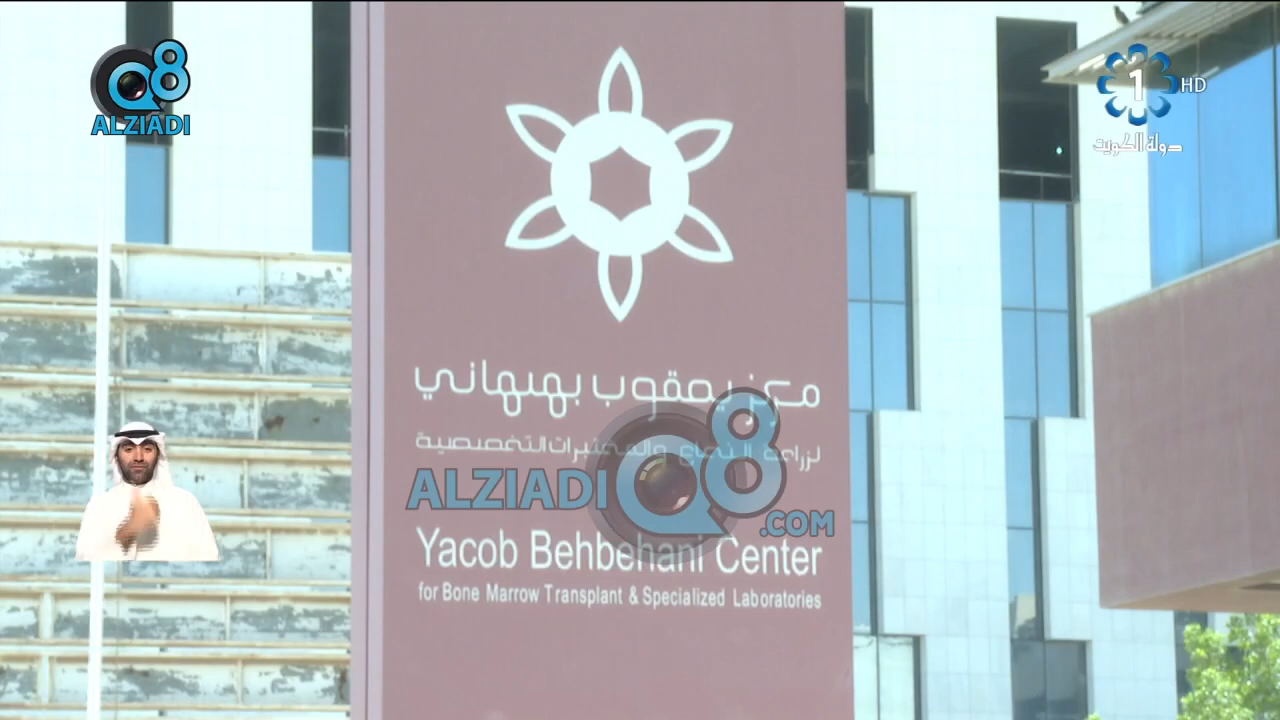 Q8
ALZIADI
1 HD
دولة الكويت
مركز يعقوب بهبهاني
لزراعة النخاع والمختبرات التخصصية
ALZIADI Q8
.COM
Yacob Behbehani Center
for Bone Marrow Transplant & Specialized Laboratories